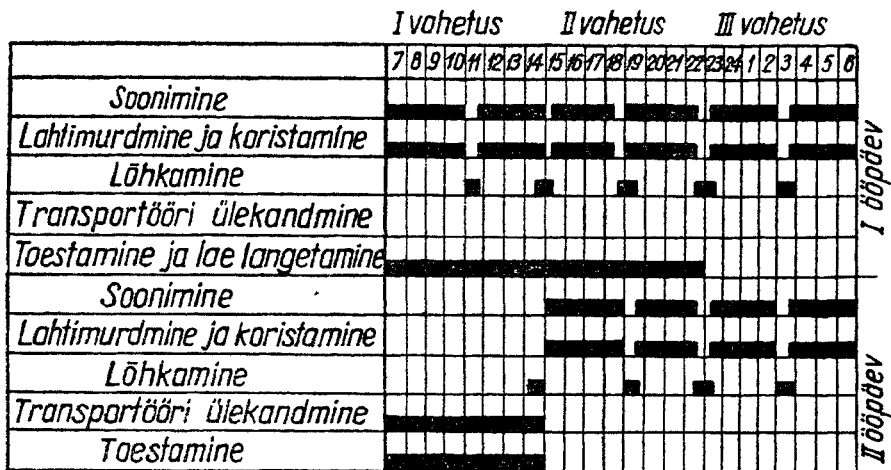 I vahetus II vahetus III vahetus
7 8 9 10 11 12 13 14 15 16 17 18 19 20 21 22 23 24 1 2 3 4 5 6
Soonimine
Lahtimurdmine ja koristamine
Lõhkamine
Transportööri ülekandmine
Toestamine ja lae langetamine
I ööpäev
Soonimine
Lahtimurdmine ja koristamine
Lõhkamine
Transportööri ülekandmine
Toestamine
II ööpäev